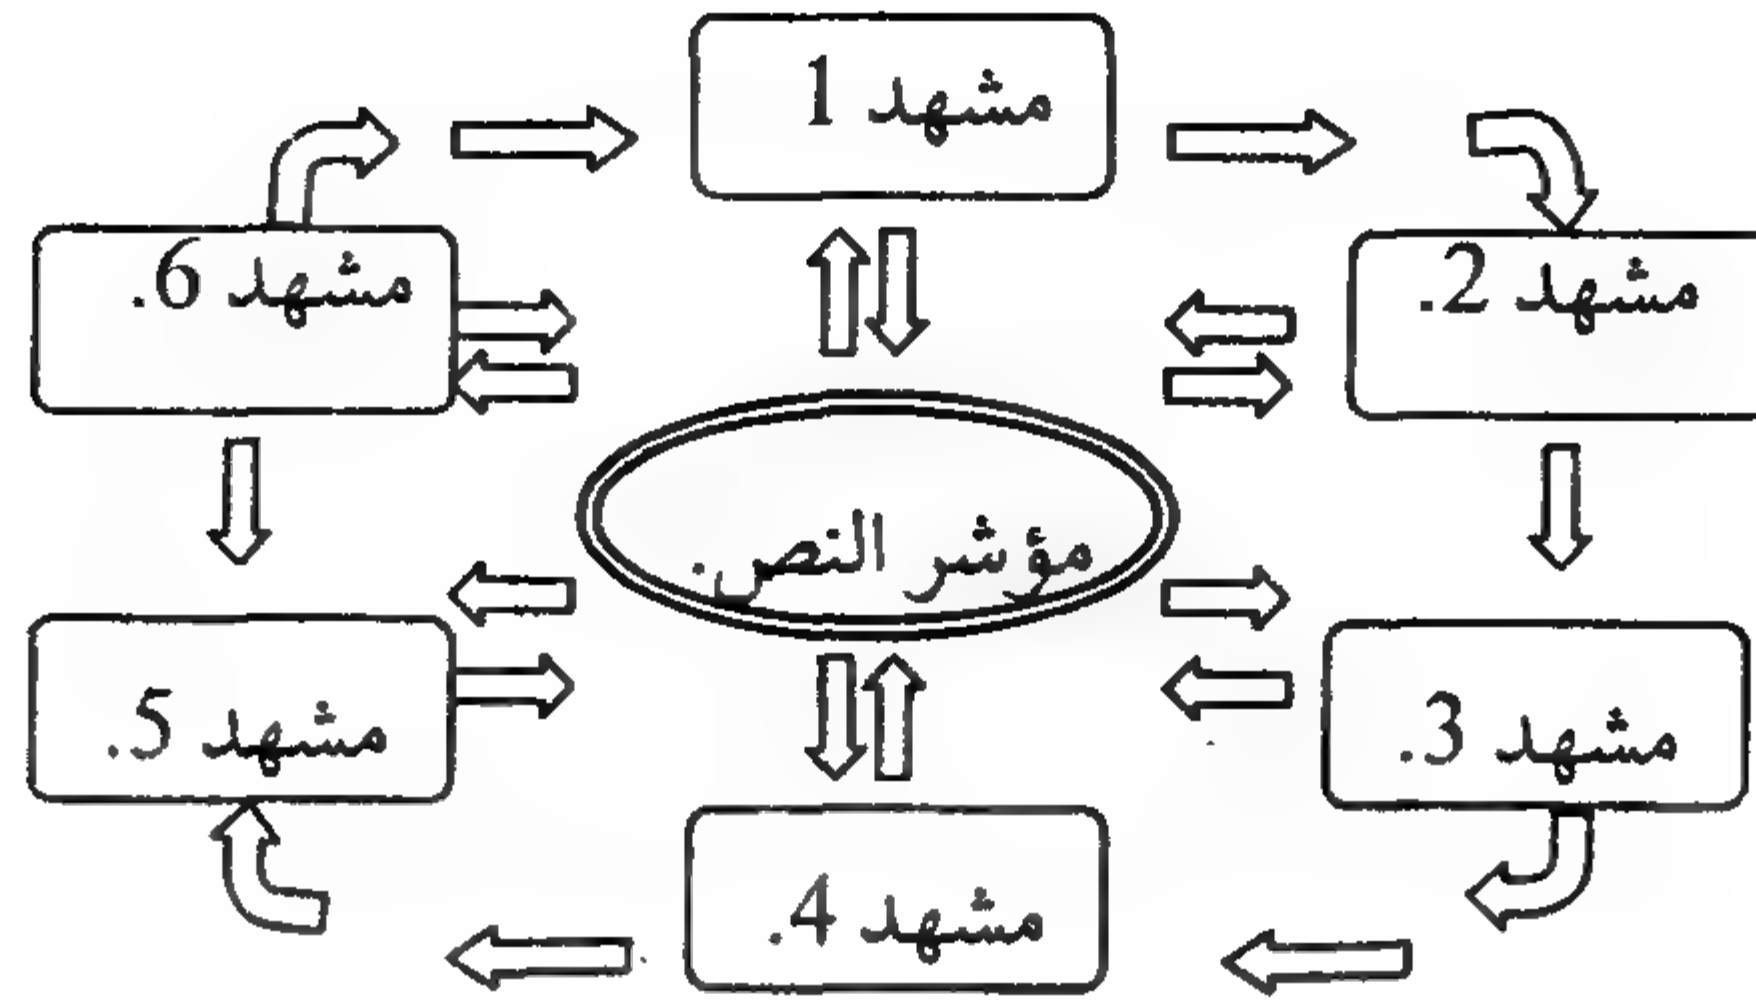 مشهد 1
مشهد 2.
مشهد 6.
مؤشر النص.
مشهد 3.
مشهد 5.
مشهد 4.